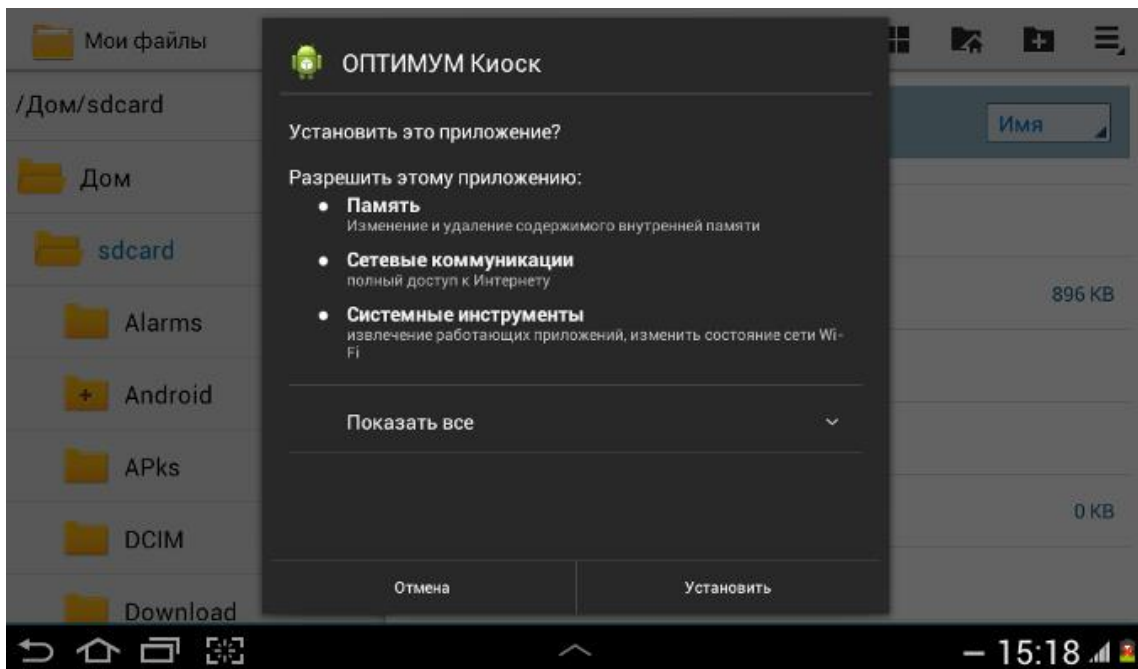 Мои файлы
/Дом/sdcard
Дом
sdcard
Alarms
Android
APks
DCIM
Download
ОПТИМУМ Киоск
Установить это приложение?
Разрешить этому приложению:
Память
Изменение и удаление содержимого внутренней памяти
Сетевые коммуникации
полный доступ к Интернету
Системные инструменты
извлечение работающих приложений, изменить состояние сети Wi-
Fi
Показать все
Отмена
Установить
Имя
896 KB
0 KB
15:18